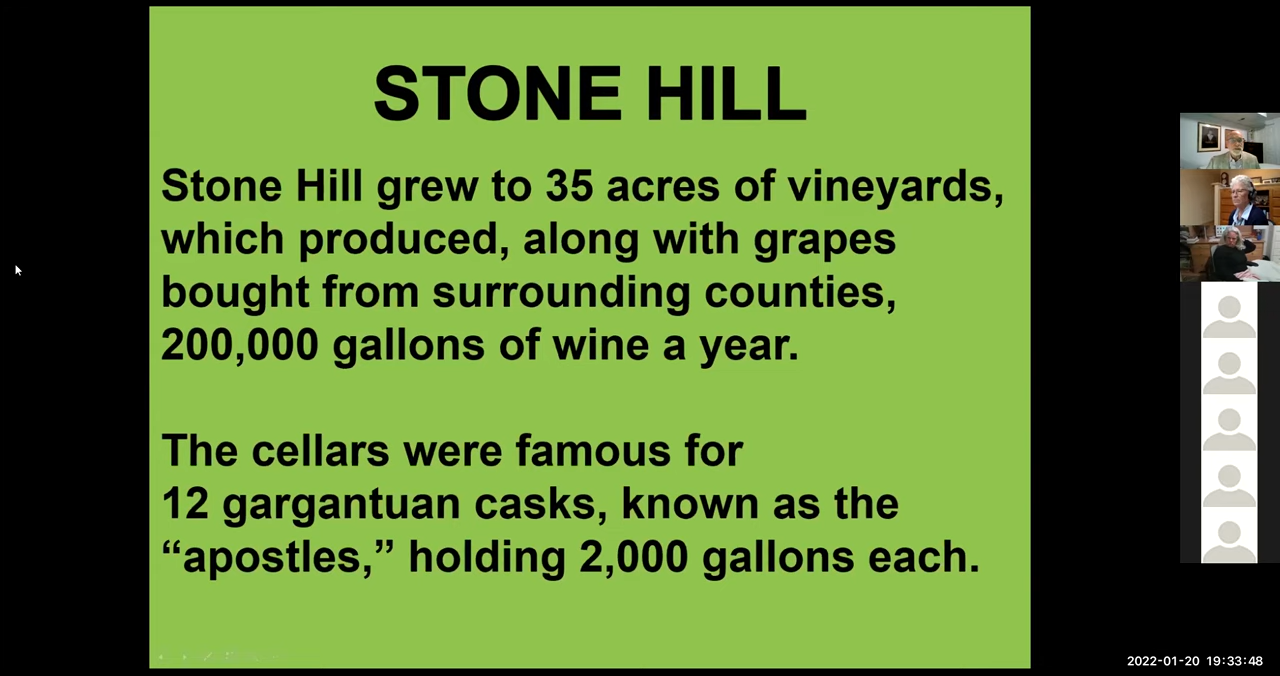 STONE HILL
Stone Hill grew to 35 acres of vineyards,
which produced, along with grapes
bought from surrounding counties,
200,000 gallons of wine a year.
The cellars were famous for
12 gargantuan casks, known as the
“apostles,” holding 2,000 gallons each.
2022-01-20 19:33:48